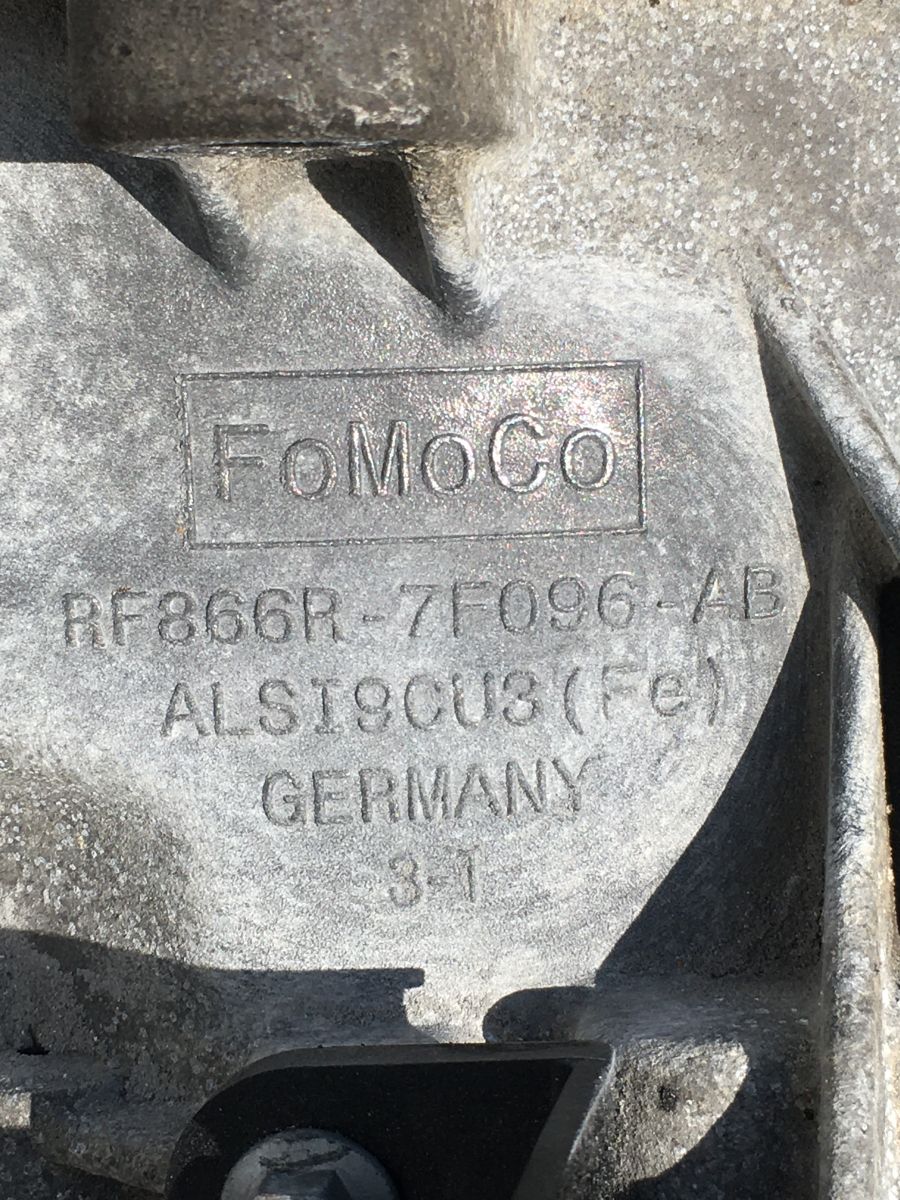 FoMoCo
RF866R-7F096-AB
ALSI9CU3(Fe)
GERMANY
3-1